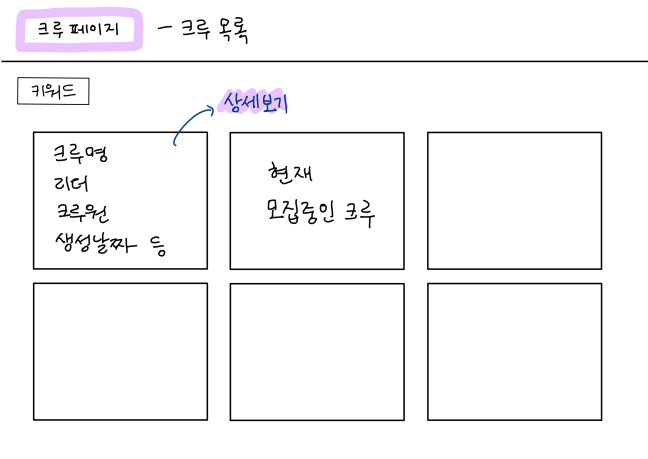 크루 페이지 - 크루 목록
키워드
상세보기
크루명
리더
크루원
생성날짜 등
현재
모집중인 크루